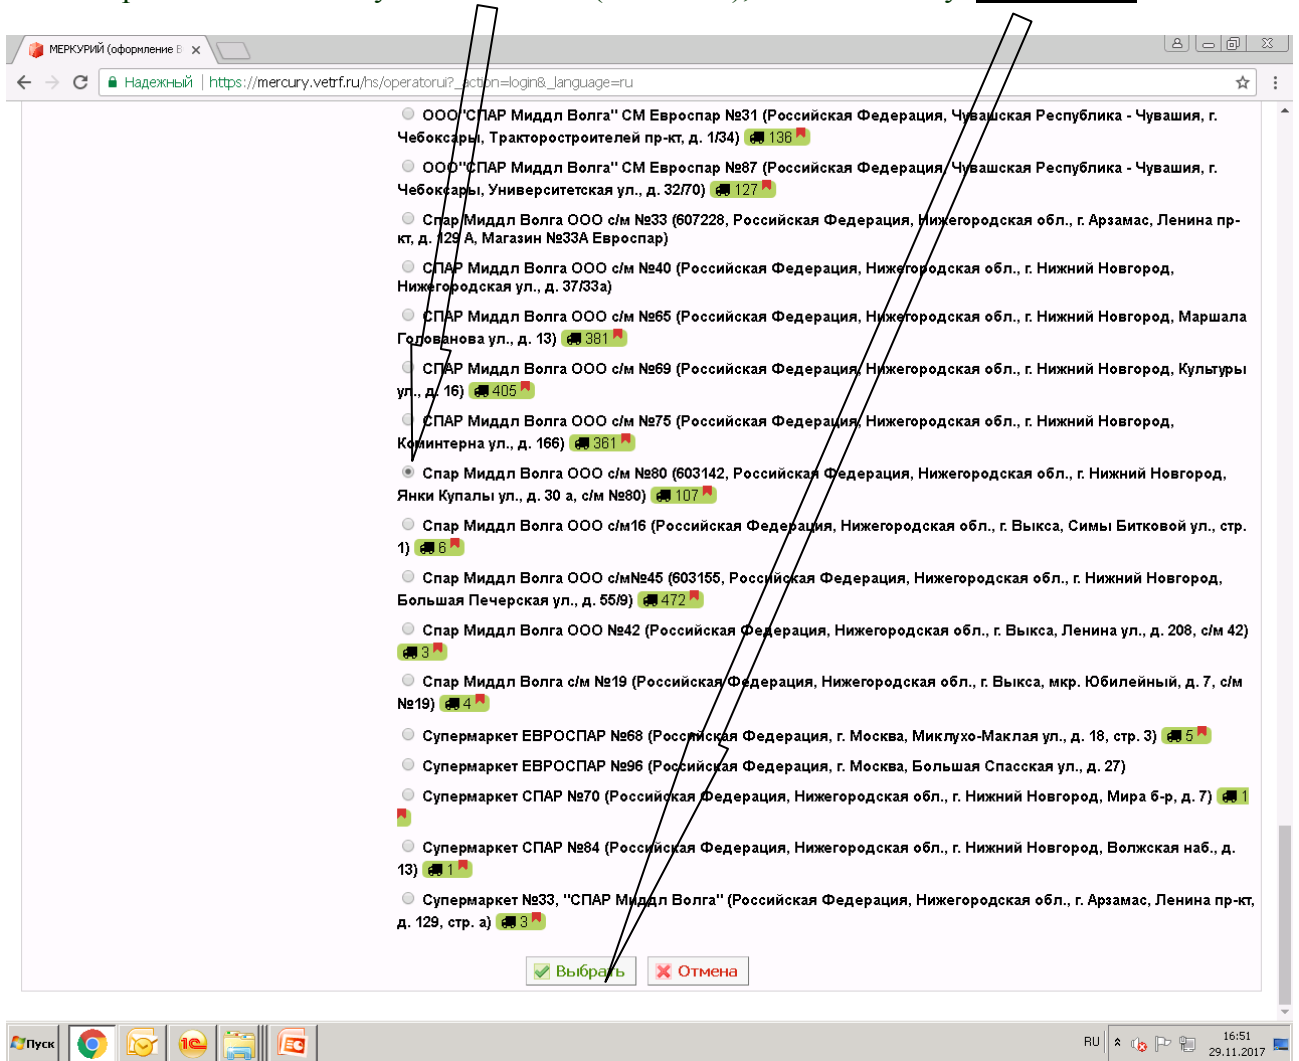 МЕРКУРИЙ (оформление В
Надежный | https://mercury.vetrf.ru/hs/operatorui?_action=login&_language=ru
ООО"СПАР Миддл Волга" СМ Евроспар №31 (Российская Федерация, Чувашская Республика - Чувашия, г.
Чебоксары, Тракторостроителей пр-кт, д. 1/34) 136
ООО"СПАР Миддл Волга" СМ Евроспар №87 (Российская Федерация, Чувашская Республика - Чувашия, г.
Чебоксары, Университетская ул., д. 32/70) 127
Спар Миддл Волга ООО с/м №33 (607228, Российская Федерация, Нижегородская обл., г. Арзамас, Ленина пр-
кт, д. 129 А, Магазин №33А Евроспар)
СПАР Миддл Волга ООО с/м №40 (Российская Федерация, Нижегородская обл., г. Нижний Новгород,
Нижегородская ул., д. 37/33а)
СПАР Миддл Волга ООО с/м №65 (Российская Федерация, Нижегородская обл., г. Нижний Новгород, Маршала
Голованова ул., д. 13) 381
СПАР Миддл Волга ООО с/м №69 (Российская Федерация, Нижегородская обл., г. Нижний Новгород, Культуры
ул., д. 16) 405
СПАР Миддл Волга ООО с/м №75 (Российская Федерация, Нижегородская обл., г. Нижний Новгород,
Коминтерна ул., д. 166) 361
Спар Миддл Волга ООО с/м №80 (603142, Российская Федерация, Нижегородская обл., г. Нижний Новгород,
Янки Купалы ул., д. 30 а, с/м №80) 107
Спар Миддл Волга ООО с/м16 (Российская Федерация, Нижегородская обл., г. Выкса, Симы Битковой ул., стр.
1) 6
Спар Миддл Волга ООО с/м№45 (603155, Российская Федерация, Нижегородская обл., г. Нижний Новгород,
Большая Печерская ул., д. 55/9) 472
Спар Миддл Волга ООО №42 (Российская Федерация, Нижегородская обл., г. Выкса, Ленина ул., д. 208, с/м 42)
3
Спар Миддл Волга с/м №19 (Российская Федерация, Нижегородская обл., г. Выкса, мкр. Юбилейный, д. 7, с/м
№19) 4
Супермаркет ЕВРОСПАР №68 (Российская Федерация, г. Москва, Миклухо-Маклая ул., д. 18, стр. 3) 5
Супермаркет ЕВРОСПАР №96 (Российская Федерация, г. Москва, Большая Спасская ул., д. 27)
Супермаркет СПАР №70 (Российская Федерация, Нижегородская обл., г. Нижний Новгород, Мира б-р, д. 7) 1
Супермаркет СПАР №84 (Российская Федерация, Нижегородская обл., г. Нижний Новгород, Волжская наб., д.
13) 1
Супермаркет №33, "СПАР Миддл Волга" (Российская Федерация, Нижегородская обл., г. Арзамас, Ленина пр-кт,
д. 129, стр. а) 3
Выбрать Отмена
Пуск RU 16:51
29.11.2017